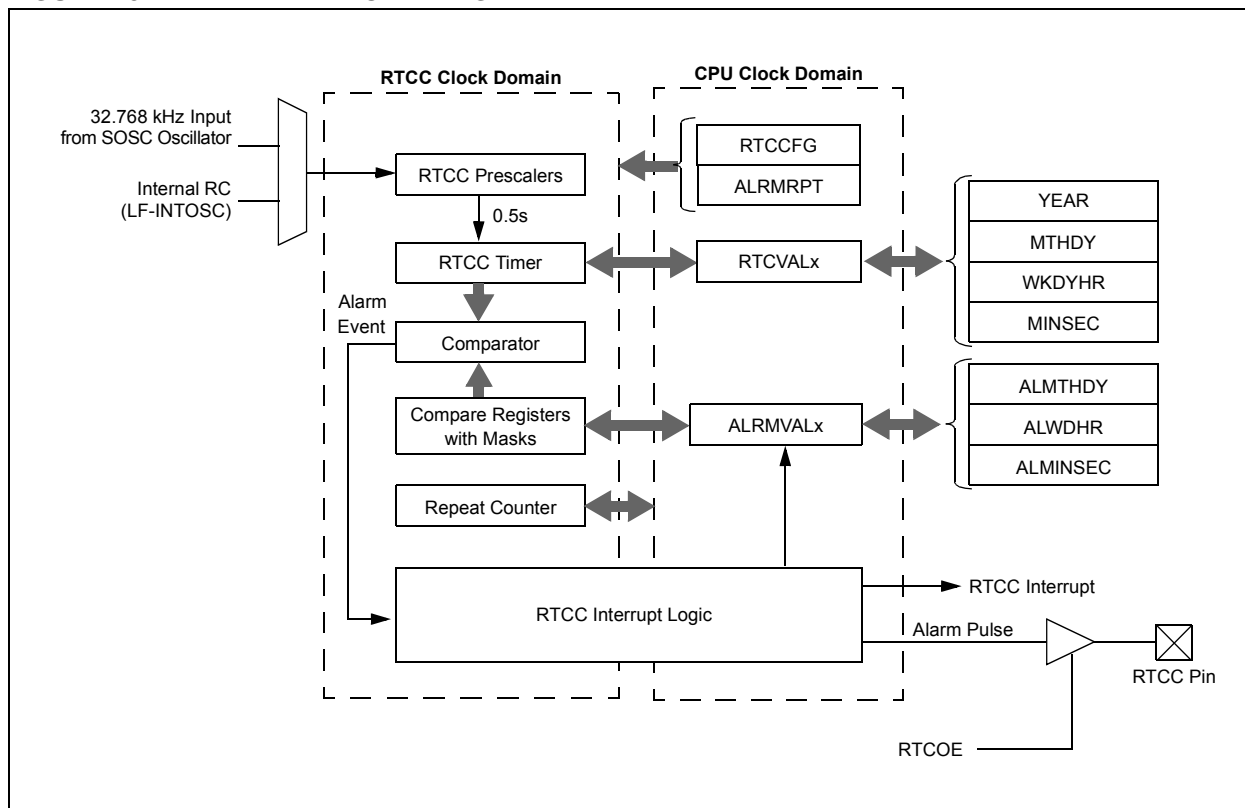 RTCC Clock Domain
CPU Clock Domain
32.768 kHz Input
from SOSC Oscillator
Internal RC
(LF-INTOSC)
RTCC Prescalers
0.5s
RTCC Timer
Alarm
Event
Comparator
Compare Registers
with Masks
Repeat Counter
RTCC Interrupt Logic
RTCCFG
ALRMRPT
RTCVALx
ALRMVALx
YEAR
MTHDY
WKDYHR
MINSEC
ALMTHDY
ALWDHR
ALMINSEC
RTCC Interrupt
Alarm Pulse
RTCC Pin
RTCOE